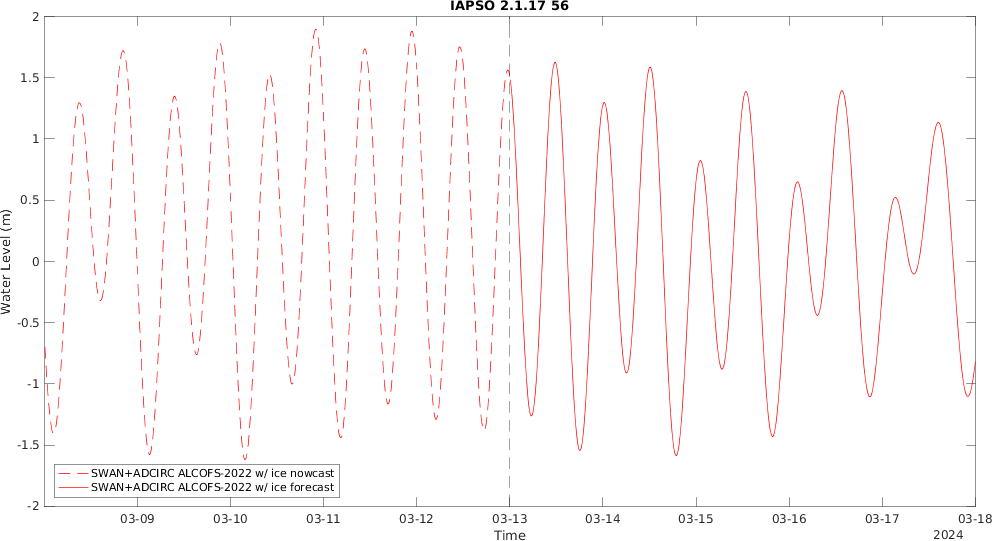 IAPSO 2.1.17 56
2
1.5
1
0.5
0
-0.5
-1
-1.5
-2
Water Level (m)
SWAN+ADCIRC ALCOFS-2022 w/ ice nowcast
SWAN+ADCIRC ALCOFS-2022 w/ ice forecast
03-09 03-10 03-11 03-12 03-13 03-14 03-15 03-16 03-17 03-18
Time
2024